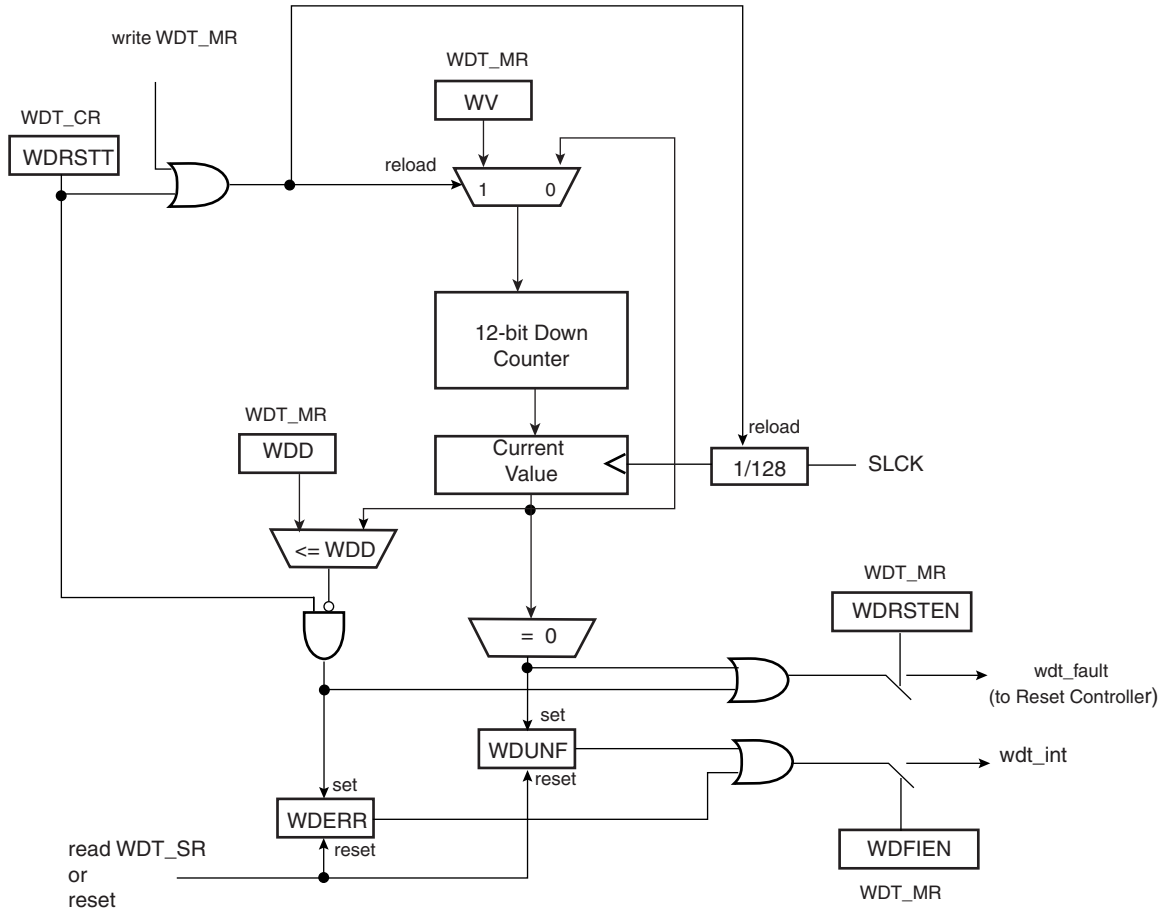 write WDT_MR
WDT_MR
WV
WDT_CR
WDRSTT
reload
1 0
12-bit Down
Counter
WDT_MR
WDD
Current
Value
reload
1/128
SLCK
<= WDD
WDT_MR
WDRSTEN
= 0
wdt_fault
(to Reset Controller)
set
WDUNF
reset
wdt_int
set
WDERR
reset
read WDT_SR
or
reset
WDFIEN
WDT_MR